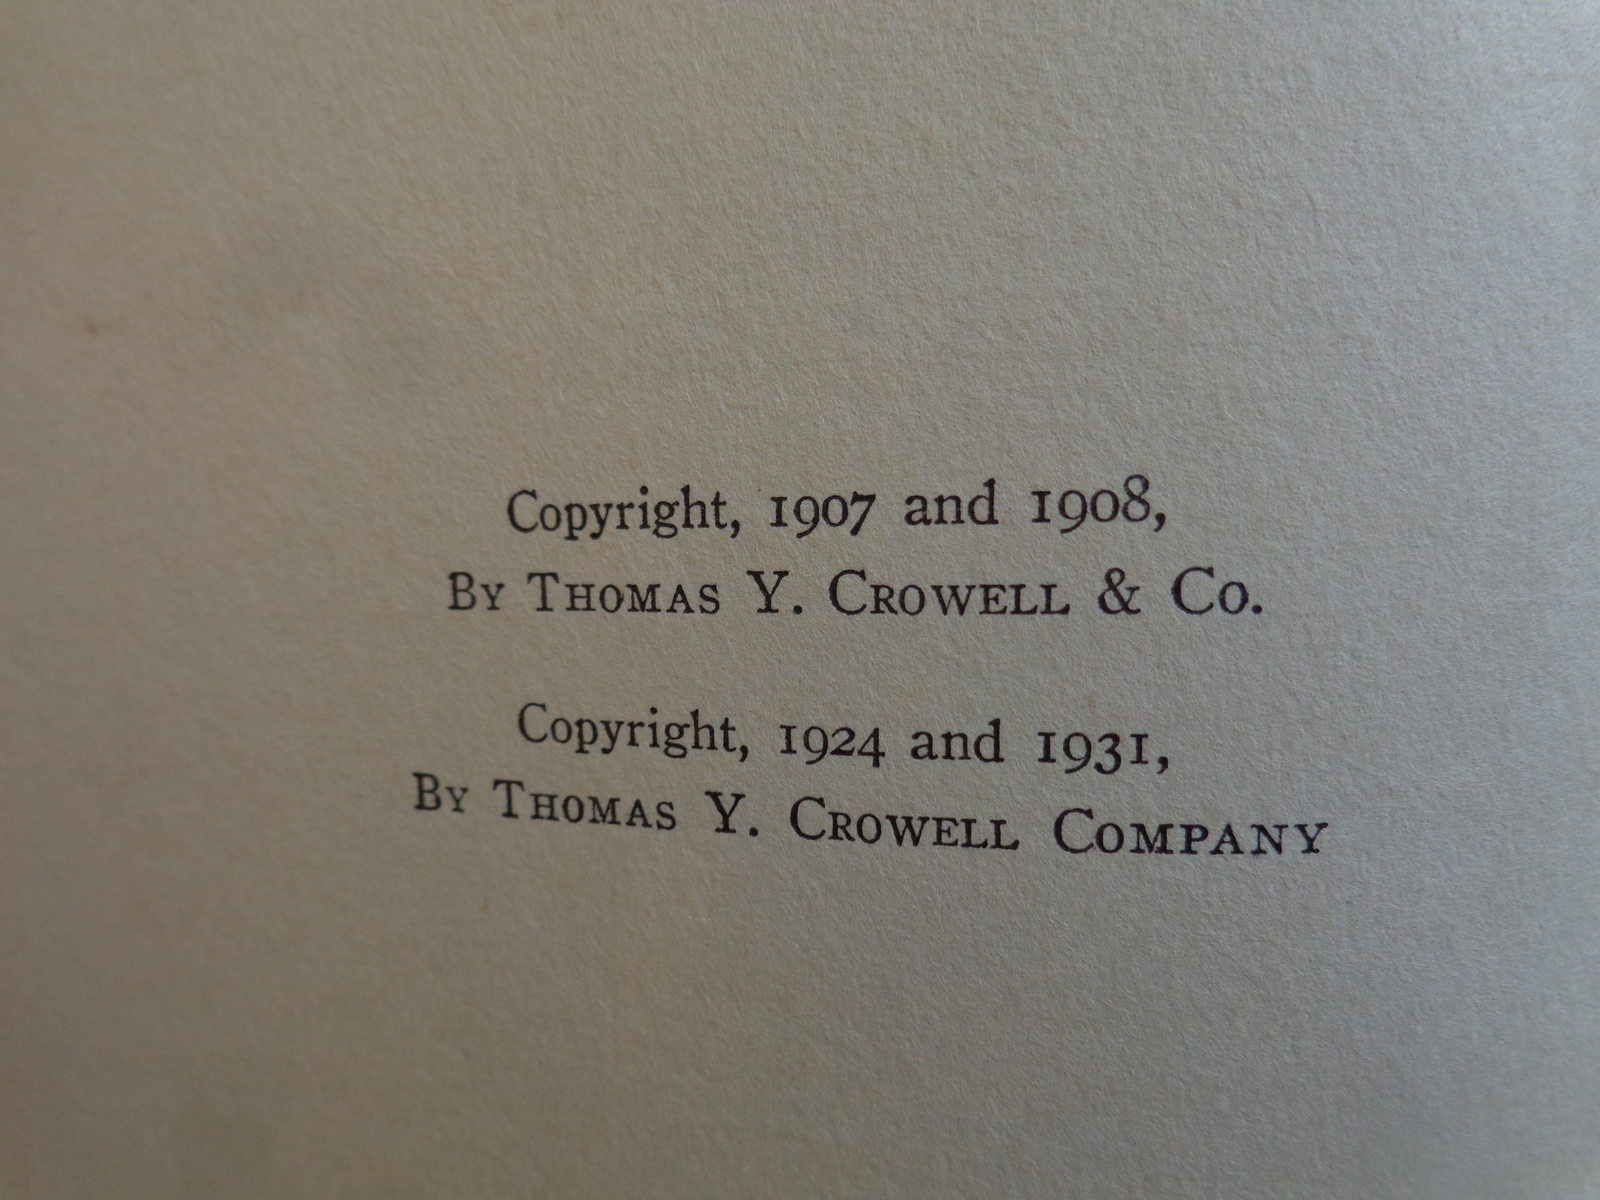 Copyright, 1907 and 1908,
By Thomas Y. Crowell & Co.
Copyright, 1924 and 1931,
By Thomas Y. Crowell Company